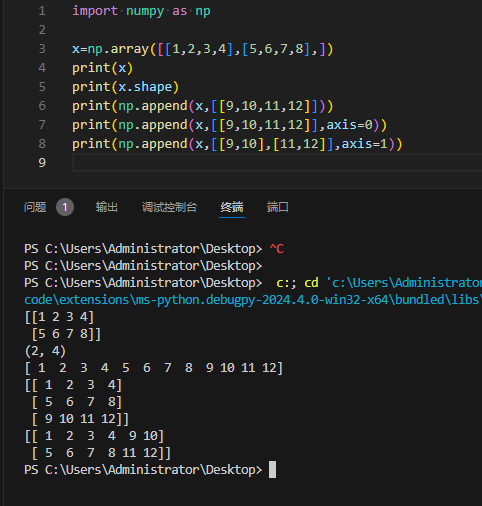 1 import numpy as np
2
3 x=np.array([[1,2,3,4],[5,6,7,8],])
4 print(x)
5 print(x.shape)
6 print(np.append(x,[[9,10,11,12]]))
7 print(np.append(x,[[9,10,11,12]],axis=0))
8 print(np.append(x,[[9,10],[11,12]],axis=1))
9
问题 1 输出 调试控制台 终端 端口
PS C:\Users\Administrator\Desktop> ^C
PS C:\Users\Administrator\Desktop>
PS C:\Users\Administrator\Desktop>  c:; cd 'c:\Users\Administrator
code\extensions\ms-python.debugpy-2024.4.0-win32-x64\bundled\libs\
[[1 2 3 4]
 [5 6 7 8]]
(2, 4)
[ 1  2  3  4  5  6  7  8  9 10 11 12]
[[ 1  2  3  4]
 [ 5  6  7  8]
 [ 9 10 11 12]]
[[ 1  2  3  4  9 10]
 [ 5  6  7  8 11 12]]
PS C:\Users\Administrator\Desktop>